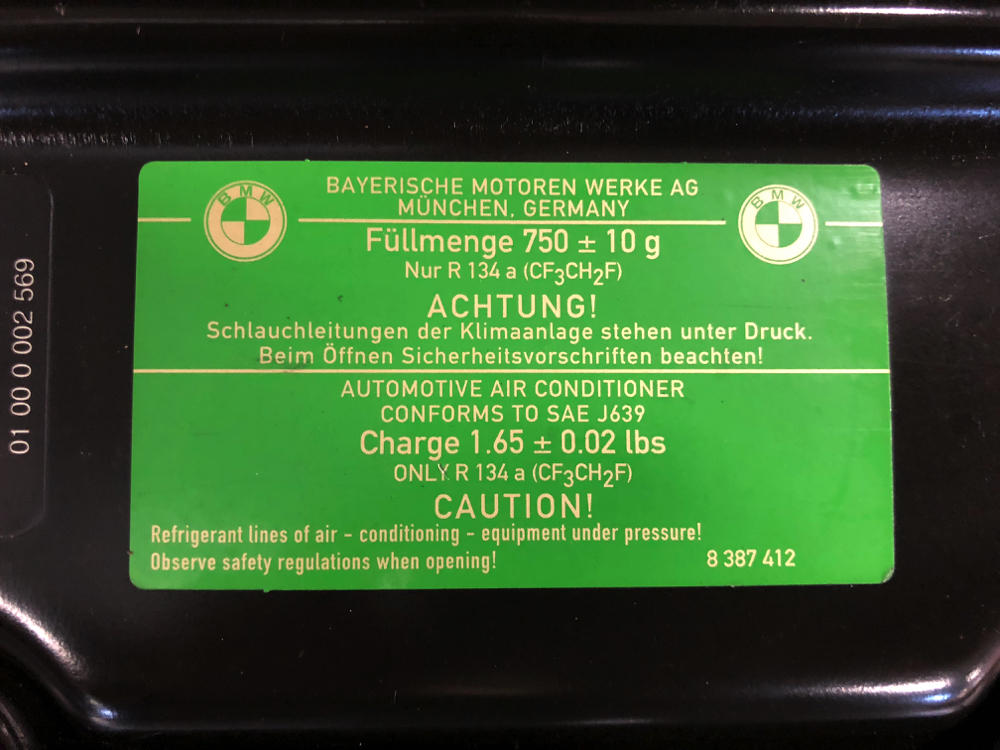 01 00 0 002 569
BMW
BAYERISCHE MOTOREN WERKE AG
MÜNCHEN, GERMANY
BMW
Füllmenge 750 ± 10 g
Nur R 134 a (CF₃CH₂F)
ACHTUNG!
Schlauchleitungen der Klimaanlage stehen unter Druck.
Beim Öffnen Sicherheitsvorschriften beachten!
AUTOMOTIVE AIR CONDITIONER
CONFORMS TO SAE J639
Charge 1.65 ± 0.02 lbs
ONLY R 134 a (CF₃CH₂F)
CAUTION!
Refrigerant lines of air - conditioning - equipment under pressure!
Observe safety regulations when opening!
8 387 412